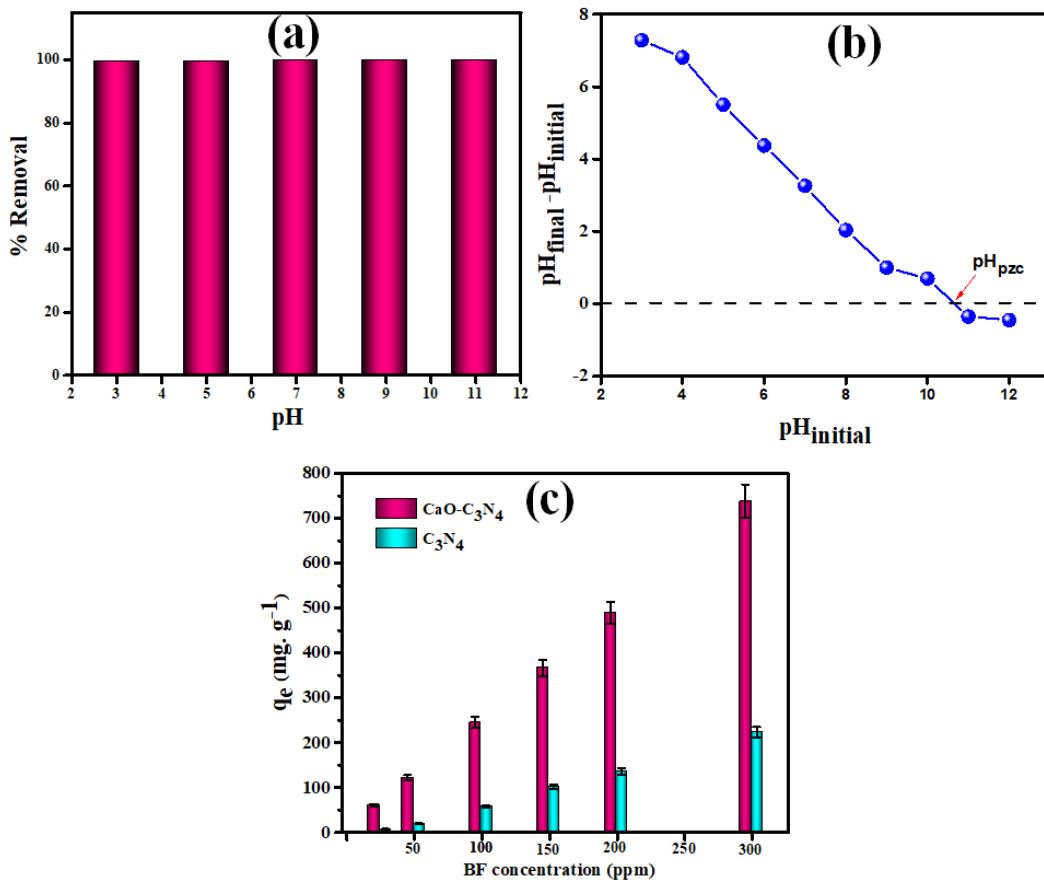 (a)
% Removal
100
80
60
40
20
0
2 3 4 5 6 7 8 9 10 11 12
pH
(b)
pHfinal -pHinitial
8
6
4
2
0
-2
pHpzc
2 4 6 8 10 12
pHinitial
(c)
CaO-C3N4
C3N4
qe (mg. g-1)
800
750
600
500
400
300
200
100
0
50 100 150 200 250 300
BF concentration (ppm)